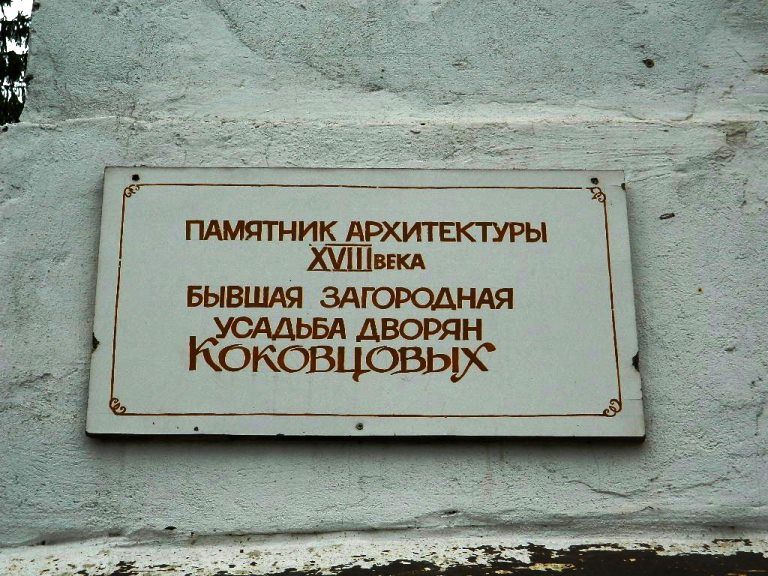 ПАМЯТНИК АРХИТЕКТУРЫ
XVIII ВЕКА
БЫВШАЯ ЗАГОРОДНАЯ
УСАДЬБА ДВОРЯН
КОКОВЦОВЫХ